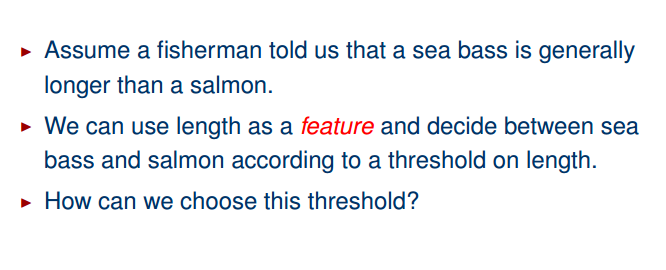 ▶ Assume a fisherman told us that a sea bass is generally
longer than a salmon.
▶ We can use length as a feature and decide between sea
bass and salmon according to a threshold on length.
▶ How can we choose this threshold?